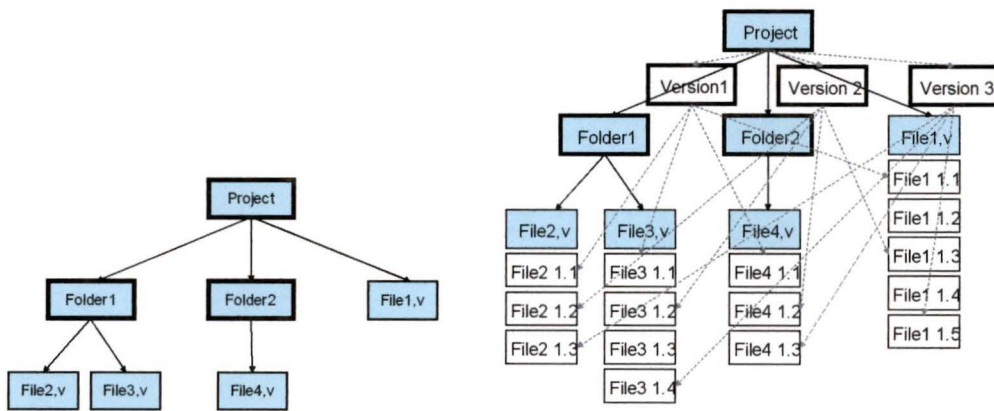 Project
Folder1
Folder2
File1,v
File2,v
File3,v
File4,v
Project
Version1
Version 2
Version 3
Folder1
Folder2
File1,v
File1 1.1
File1 1.2
File1 1.3
File1 1.4
File1 1.5
File2,v
File2 1.1
File2 1.2
File2 1.3
File3,v
File3 1.1
File3 1.2
File3 1.3
File3 1.4
File4,v
File4 1.1
File4 1.2
File4 1.3